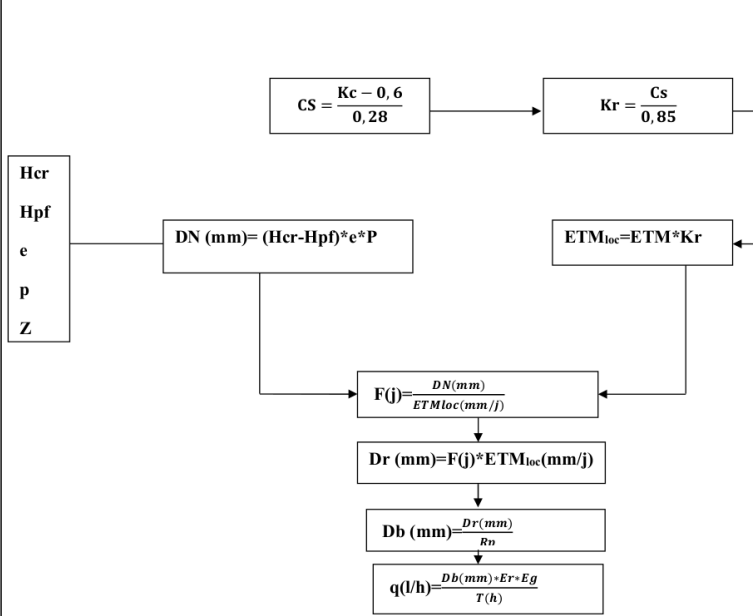 CS = (Kc − 0, 6) / (0, 28)
Kr = Cs / (0, 85)
Hcr
Hpf
e
p
Z
DN (mm)= (Hcr-Hpf)*e*P
ETMloc=ETM*Kr
F(j)= DN(mm) / ETMloc(mm/j)
Dr (mm)=F(j)*ETMloc(mm/j)
Db (mm)= Dr(mm) / Rn
q(l/h)= Db(mm)*Er*Eg / T(h)